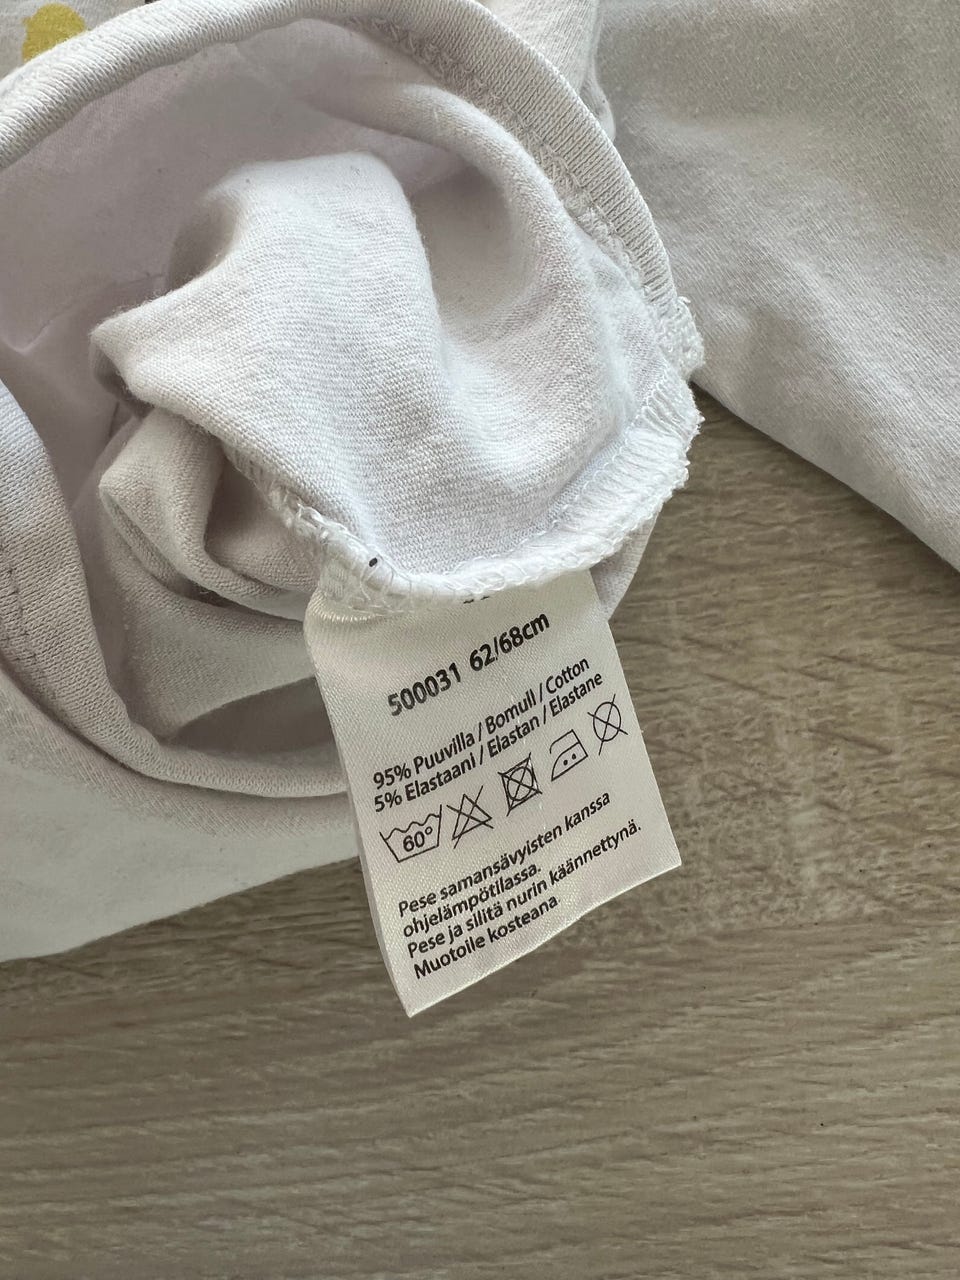 500031 62/68cm
95% Puuvilla / Bomull / Cotton
5% Elastaani / Elastan / Elastane
60°
Pese samansävyisten kanssa
ohjelämpötilassa.
Pese ja silitä nurin käännettynä.
Muotoile kosteana.